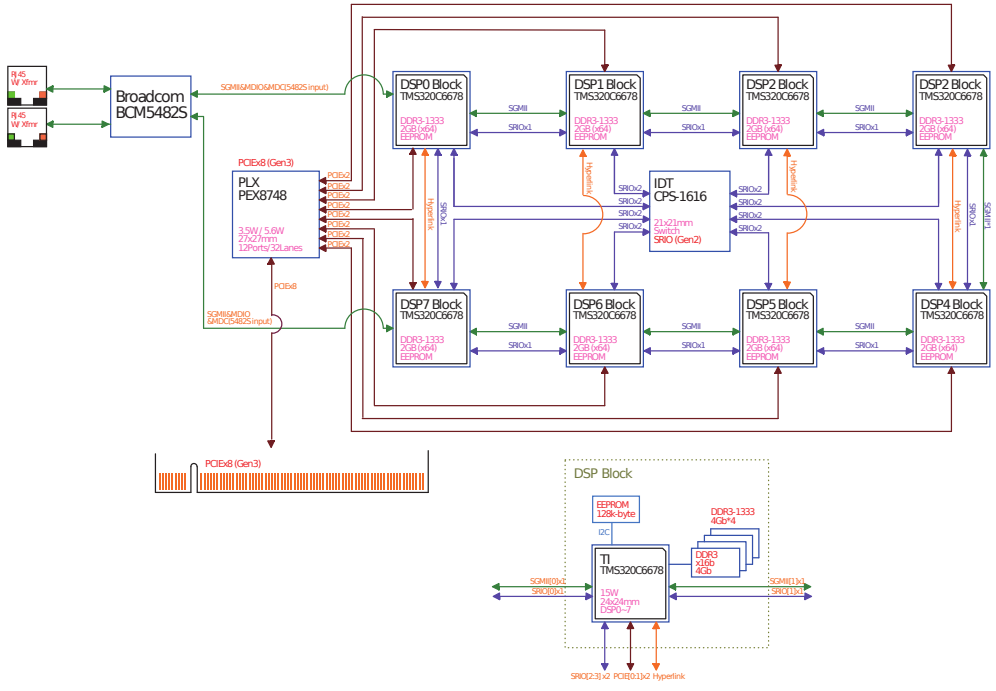 RJ45
W/ Xfmr
RJ45
W/ Xfmr
Broadcom
BCM5482S
SGMII&MDIO&MDC(5482S input)
DSP0 Block
TMS320C6678
DDR3-1333
2GB (x64)
EEPROM
SGMII
SRIOx1
DSP1 Block
TMS320C6678
DDR3-1333
2GB (x64)
EEPROM
SGMII
SRIOx1
DSP2 Block
TMS320C6678
DDR3-1333
2GB (x64)
EEPROM
SGMII
SRIOx1
DSP2 Block
TMS320C6678
DDR3-1333
2GB (x64)
EEPROM
PCIEx8 (Gen3)
PLX
PEX8748
3.5W / 5.6W
27x27mm
12Ports/32Lanes
PCIEx2
PCIEx2
PCIEx2
PCIEx2
PCIEx2
PCIEx2
PCIEx2
PCIEx2
Hyperlink
SRIOx1
Hyperlink
SRIOx2
SRIOx2
SRIOx2
SRIOx2
IDT
CPS-1616
21x21mm
Switch
SRIO (Gen2)
SRIOx2
SRIOx2
SRIOx2
SRIOx2
Hyperlink
Hyperlink
SRIOx1
SGMII*1
PCIEx8
SGMII&MDIO
&MDC(5482S input)
DSP7 Block
TMS320C6678
DDR3-1333
2GB (x64)
EEPROM
SGMII
SRIOx1
DSP6 Block
TMS320C6678
DDR3-1333
2GB (x64)
EEPROM
SGMII
SRIOx1
DSP5 Block
TMS320C6678
DDR3-1333
2GB (x64)
EEPROM
SGMII
SRIOx1
DSP4 Block
TMS320C6678
DDR3-1333
2GB (x64)
EEPROM
PCIEx8 (Gen3)
DSP Block
EEPROM
128k-byte
I2C
DDR3-1333
4Gb*4
DDR3
x16b
4Gb
TI
TMS320C6678
15W
24x24mm
DSP0~7
SGMII[0]x1
SRIO[0]x1
SGMII[1]x1
SRIO[1]x1
SRIO[2:3] x2 PCIE[0:1]x2 Hyperlink